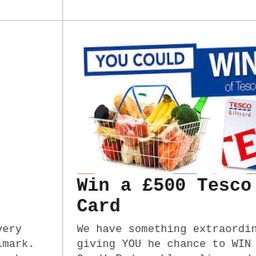 YOU COULD
WIN
of Tesco
TESCO
Giftcard
TE
Win a £500 Tesco
Card
We have something extraordin
giving YOU he chance to WIN
very
imark.